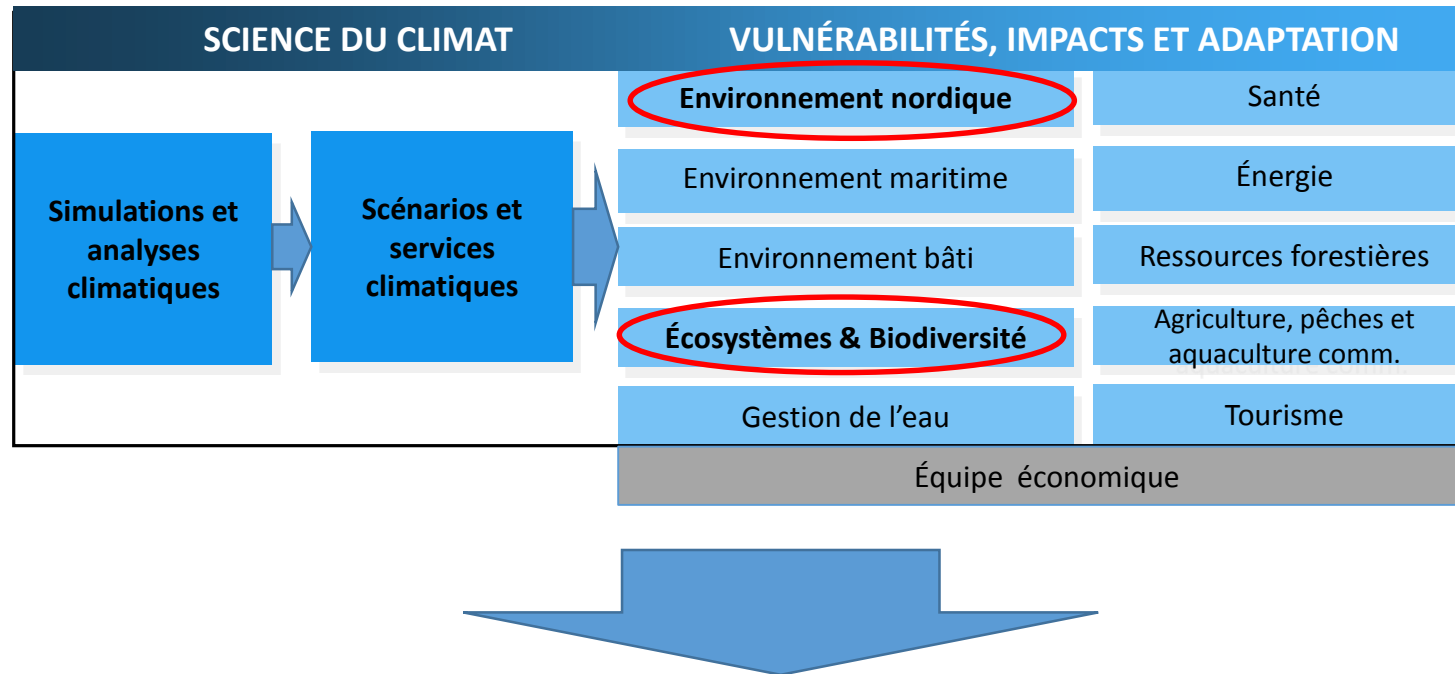 SCIENCE DU CLIMAT
VULNÉRABILITÉS, IMPACTS ET ADAPTATION
Simulations et
analyses
climatiques
Scénarios et
services
climatiques
Environnement nordique
Santé
Environnement maritime
Énergie
Environnement bâti
Ressources forestières
Écosystèmes & Biodiversité
Agriculture, pêches et
aquaculture comm.
Gestion de l’eau
Tourisme
Équipe économique